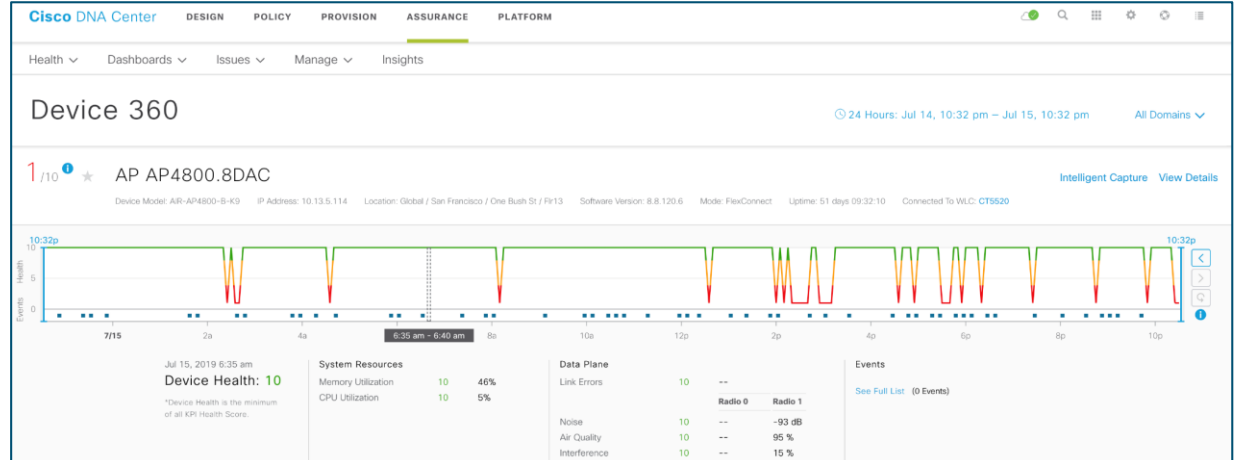 Cisco DNA Center DESIGN POLICY PROVISION ASSURANCE PLATFORM
Health Dashboards Issues Manage Insights
Device 360
24 Hours: Jul 14, 10:32 pm – Jul 15, 10:32 pm All Domains
1/10 AP AP4800.8DAC
Intelligent Capture View Details
Device Model: AIR-AP4800-B-K9 IP Address: 10.13.5.114 Location: Global / San Francisco / One Bush St / Flr13 Software Version: 8.8.120.6 Mode: FlexConnect Uptime: 51 days 09:32:10 Connected To WLC: CT5520
10:32p 10:32p
10
Health
5
Events
0
7/15 2a 4a 6:35 am - 6:40 am 8a 10a 12p 2p 4p 6p 8p 10p
Jul 15, 2019 6:35 am
Device Health: 10
*Device Health is the minimum
of all KPI Health Score.
System Resources
Memory Utilization 10 46%
CPU Utilization 10 5%
Data Plane
Link Errors 10 --
Radio 0 Radio 1
Noise 10 -- -93 dB
Air Quality 10 -- 95 %
Interference 10 -- 15 %
Events
See Full List (0 Events)